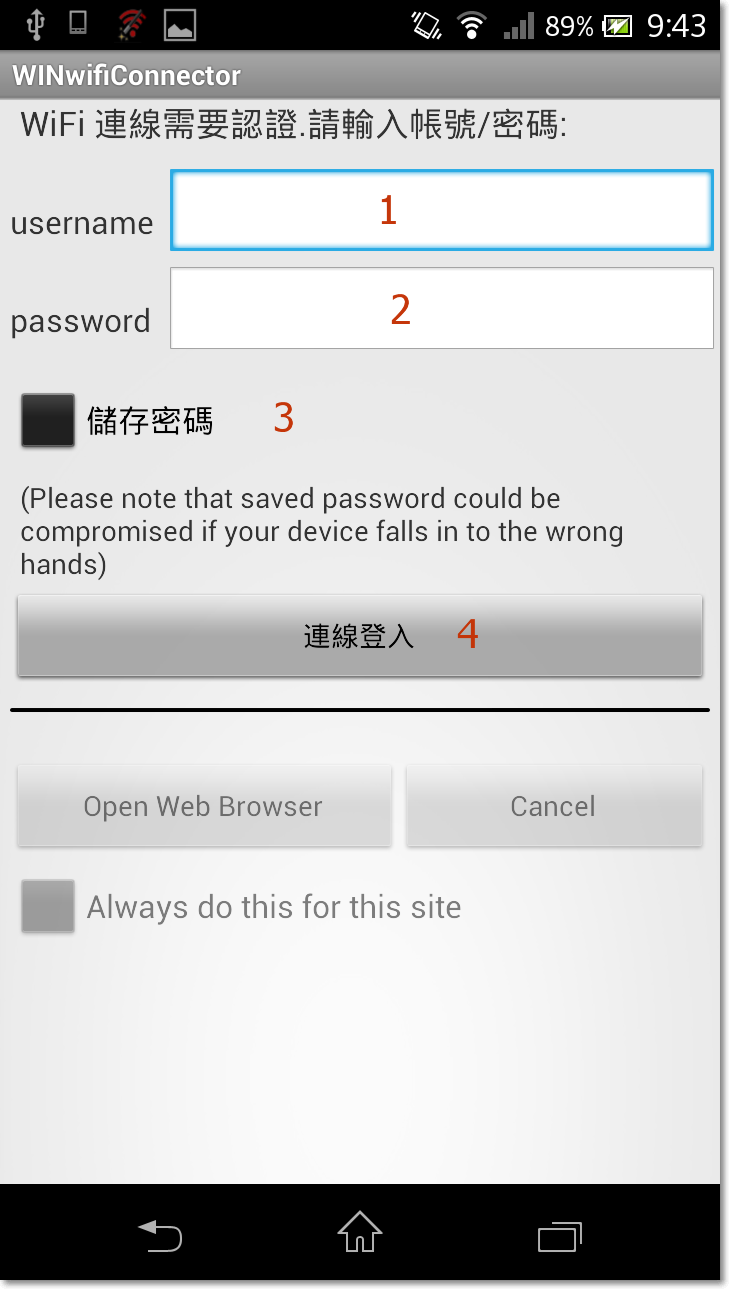 89% 9:43
WINwifiConnector
WiFi 連線需要認證.請輸入帳號/密碼:
username 1
password 2
儲存密碼 3
(Please note that saved password could be
compromised if your device falls in to the wrong
hands)
連線登入 4
Open Web Browser Cancel
Always do this for this site